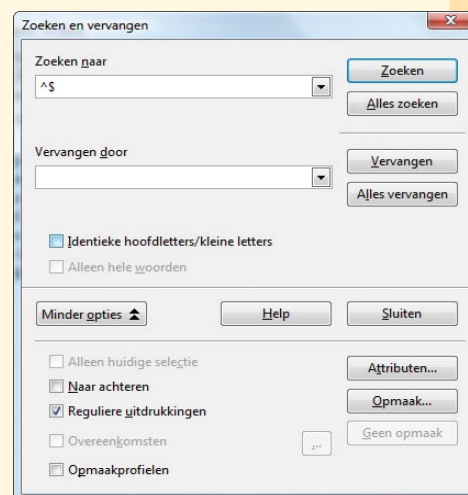 Zoeken en vervangen
Zoeken naar
^$
Zoeken
Alles zoeken
Vervangen door
Vervangen
Alles vervangen
Identieke hoofdletters/kleine letters
Alleen hele woorden
Minder opties
Help
Sluiten
Alleen huidige selectie
Naar achteren
Reguliere uitdrukkingen
Overeenkomsten
...
Opmaakprofielen
Attributen...
Opmaak...
Geen opmaak